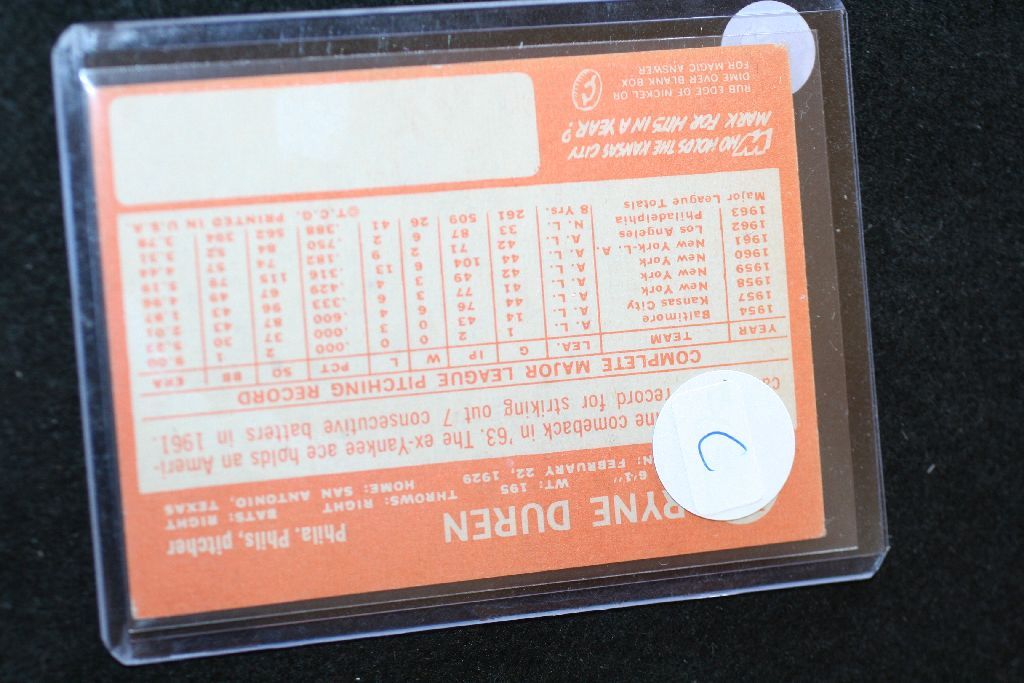 RYNE DUREN
Phila. Phils, pitcher
6'1" WT: 195 THROWS: RIGHT BATS: RIGHT
N: FEBRUARY 22, 1929 HOME: SAN ANTONIO, TEXAS
ne comeback in '63. The ex-Yankee ace holds an Ameri-
ca record for striking out 7 consecutive batters in 1961.
COMPLETE MAJOR LEAGUE PITCHING RECORD
YEAR TEAM LEA. G IP W L PCT SO BB ERA
1954 Baltimore A. L. 1 2 0 0 .000 2 1 9.00
1957 Kansas City A. L. 14 43 0 3 .000 37 30 5.23
1958 New York A. L. 44 76 6 4 .600 87 43 2.01
1959 New York A. L. 41 77 3 6 .333 96 43 1.87
1960 New York A. L. 42 49 3 4 .429 67 49 4.96
1961 New York-L. A. A. L. 44 104 6 13 .316 115 79 5.19
1962 Los Angeles A. L. 42 71 2 9 .182 74 57 4.44
1963 Philadelphia N. L. 33 87 6 2 .750 84 52 3.31
Major League Totals 8 Yrs. 261 509 26 41 .388 562 354 3.78
©T.C.G. PRINTED IN U.S.A.
WHO HOLDS THE KANSAS CITY
MARK FOR HITS IN A YEAR?
RUB EDGE OF NICKEL OR
DIME OVER BLANK BOX
FOR MAGIC ANSWER
C